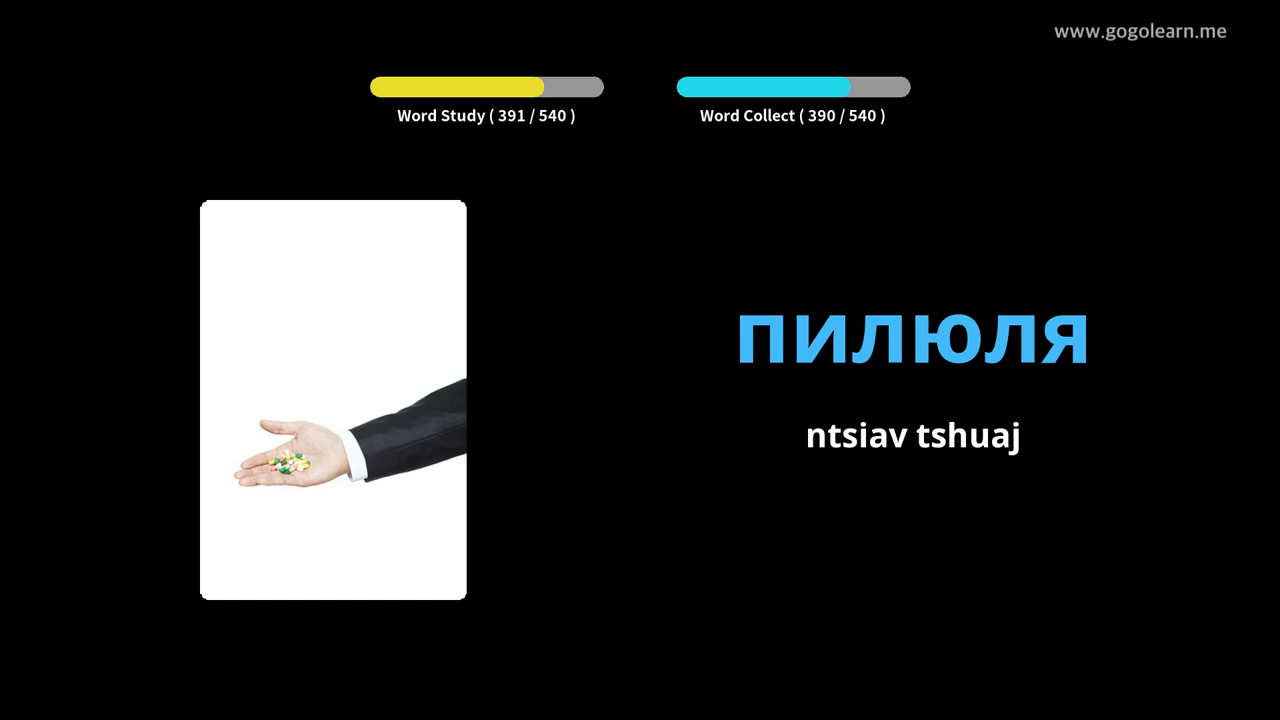 www.gogolearn.me
Word Study ( 391 / 540 )
Word Collect ( 390 / 540 )
пилюля
ntsiav tshuaj